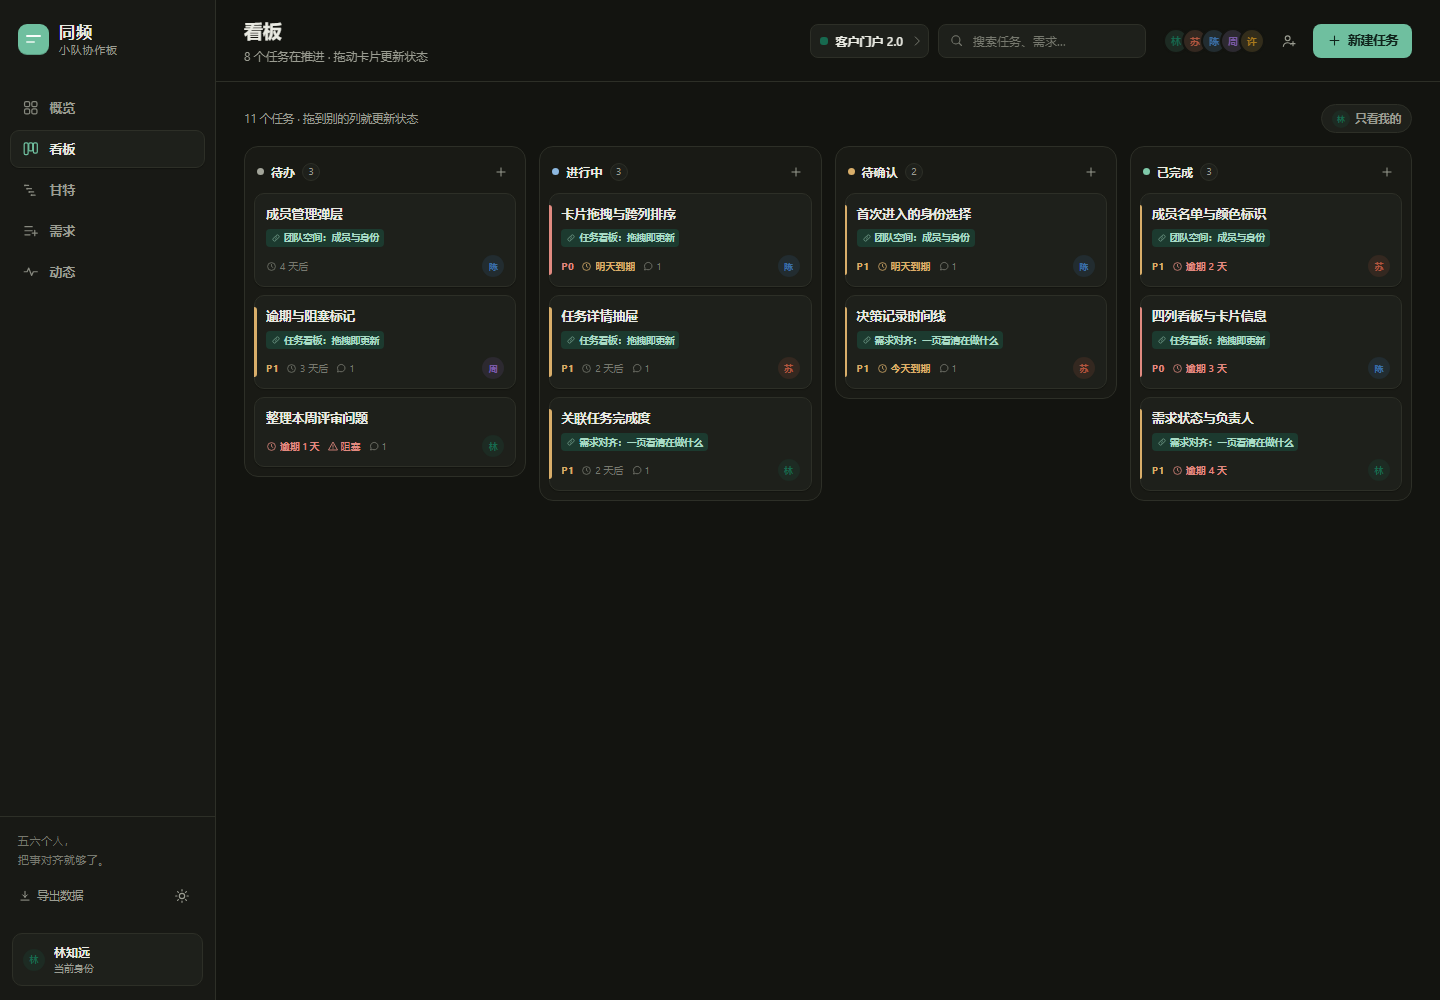 同频
小队协作板
概览
看板
甘特
需求
动态
五六个人，
把事对齐就够了。
导出数据
林
林知远
当前身份
看板
8 个任务在推进 · 拖动卡片更新状态
客户门户 2.0
搜索任务、需求...
林 苏 陈 周 许
新建任务
11 个任务 · 拖到别的列就更新状态
林 只看我的
待办 3
成员管理弹层
团队空间：成员与身份
4 天后 陈
逾期与阻塞标记
任务看板：拖拽即更新
P1 3 天后 1 周
整理本周评审问题
逾期 1 天 阻塞 1 林
进行中 3
卡片拖拽与跨列排序
任务看板：拖拽即更新
P0 明天到期 1 陈
任务详情抽屉
任务看板：拖拽即更新
P1 2 天后 1 苏
关联任务完成度
需求对齐：一页看清在做什么
P1 2 天后 1 林
待确认 2
首次进入的身份选择
团队空间：成员与身份
P1 明天到期 1 陈
决策记录时间线
需求对齐：一页看清在做什么
P1 今天到期 1 苏
已完成 3
成员名单与颜色标识
团队空间：成员与身份
P1 逾期 2 天 苏
四列看板与卡片信息
任务看板：拖拽即更新
P0 逾期 3 天 陈
需求状态与负责人
需求对齐：一页看清在做什么
P1 逾期 4 天 林